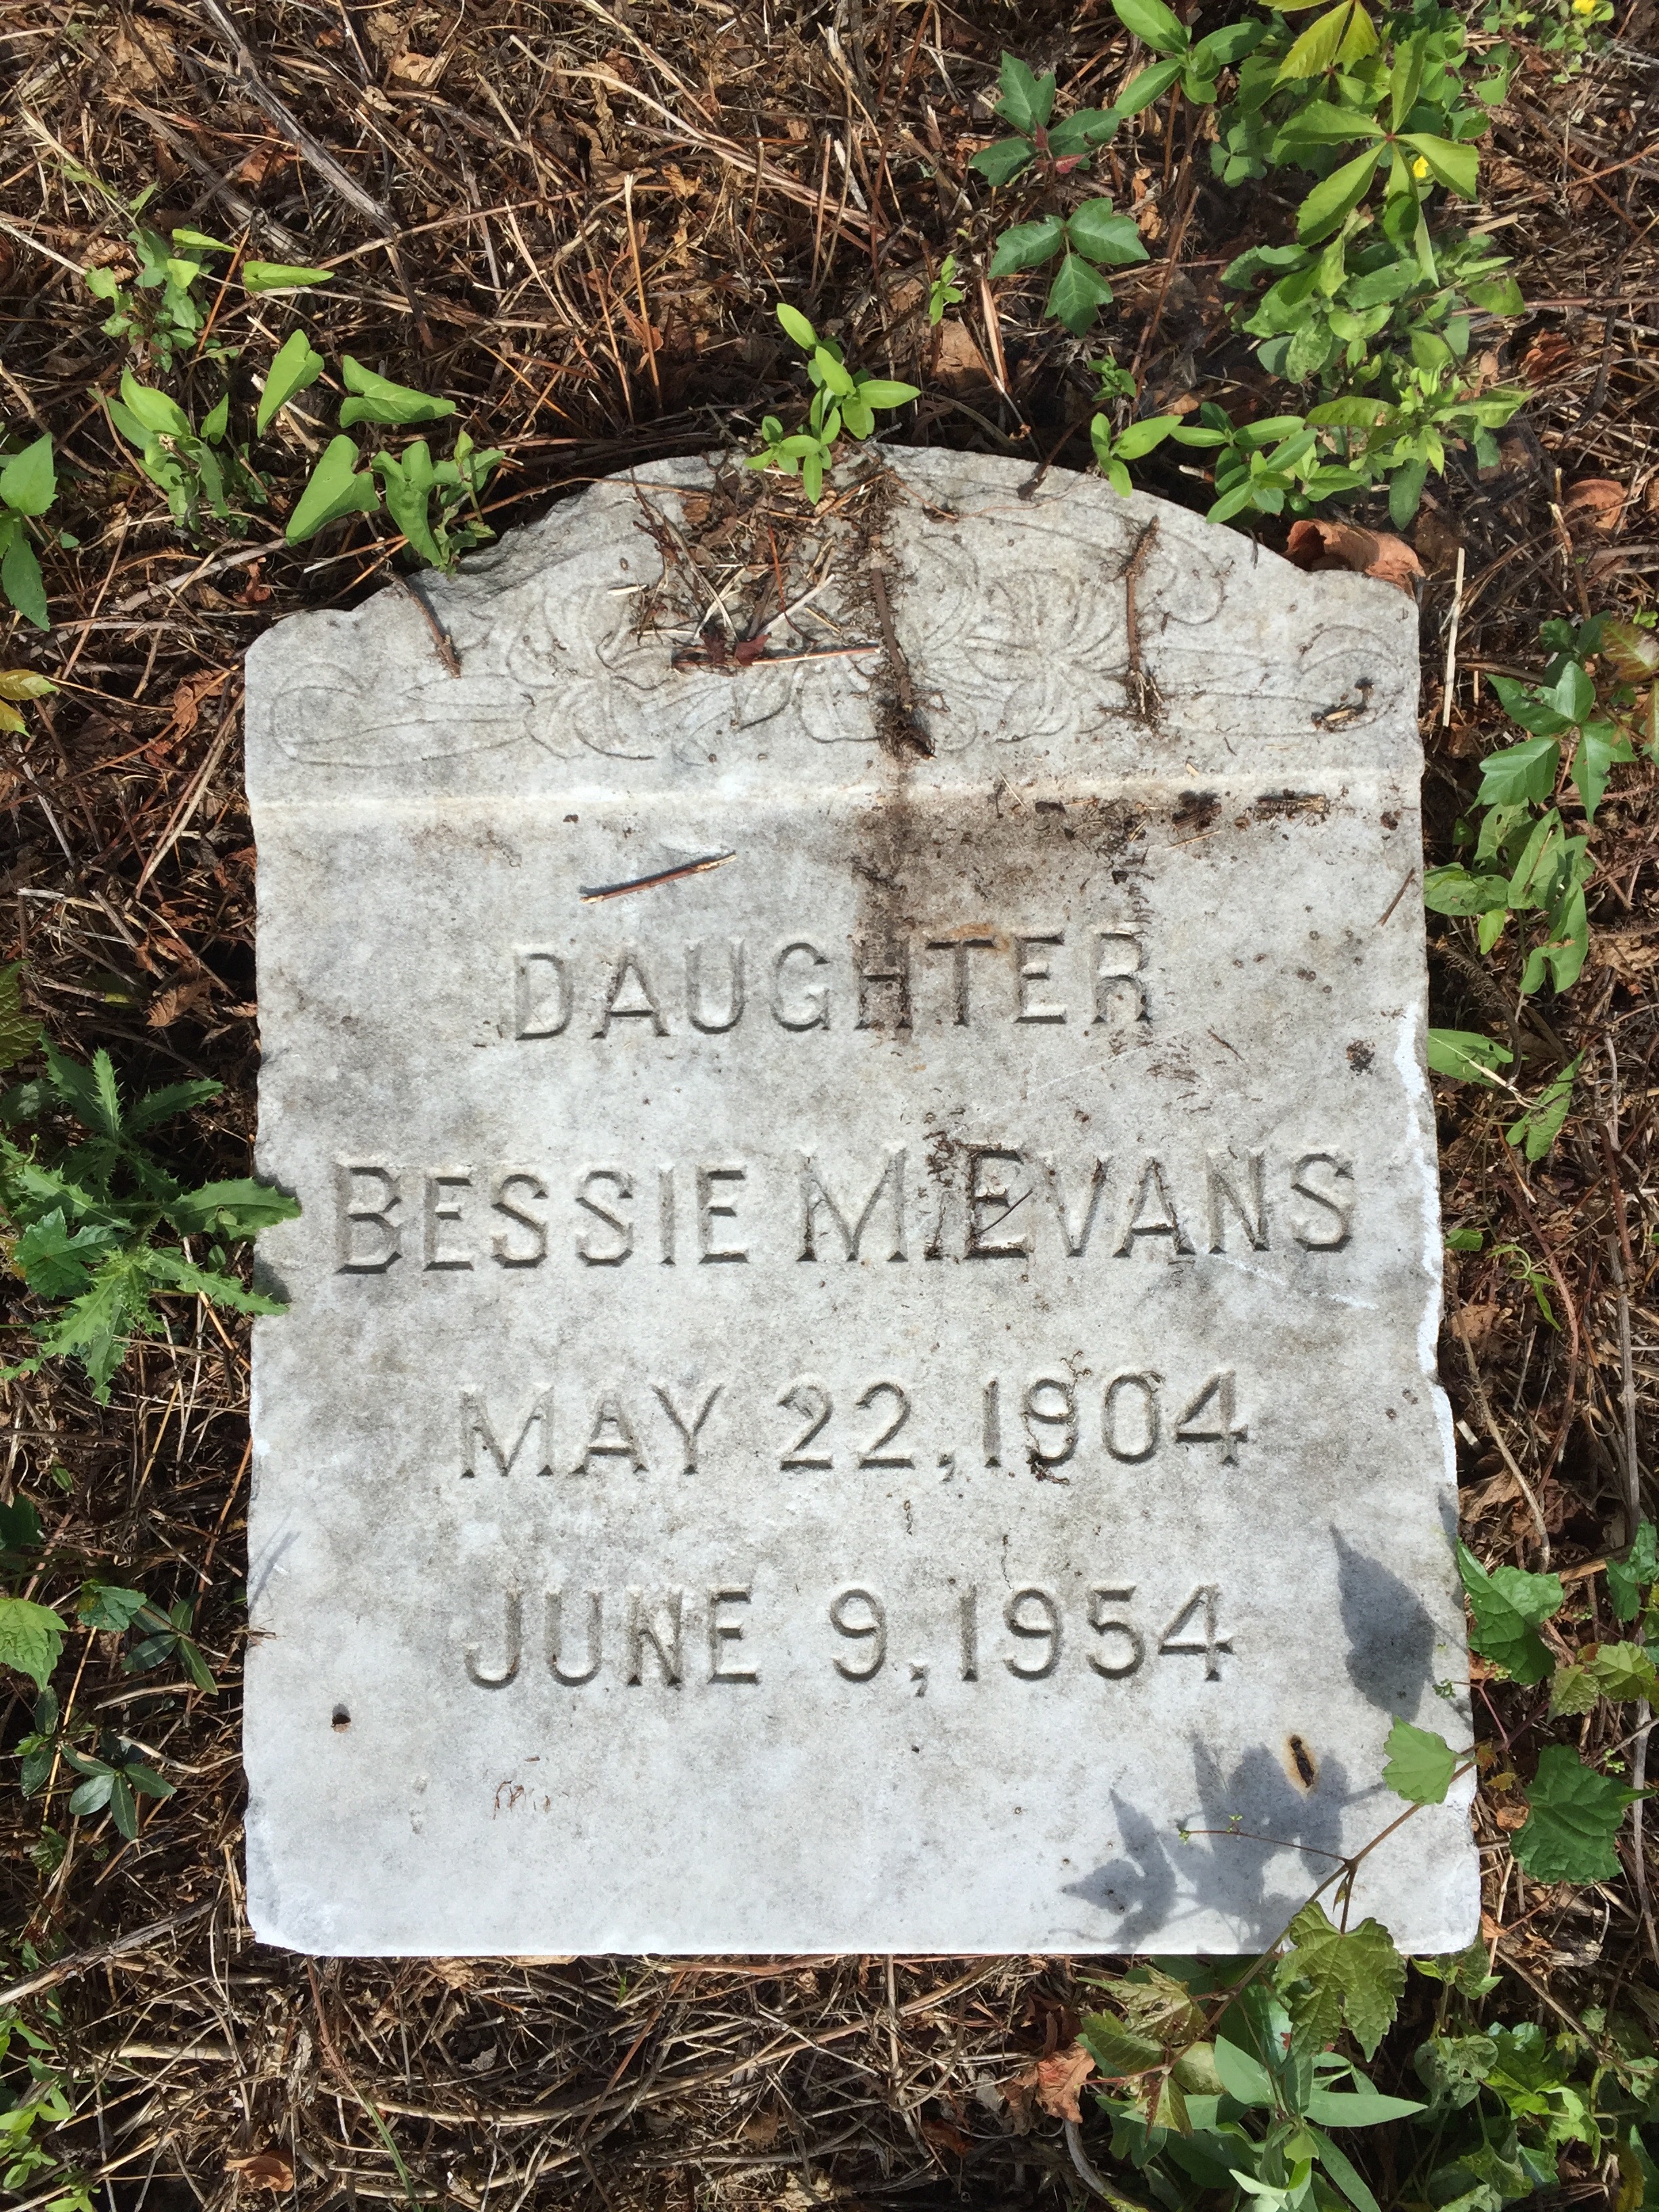 DAUGHTER
BESSIE M. EVANS
MAY 22, 1904
JUNE 9, 1954